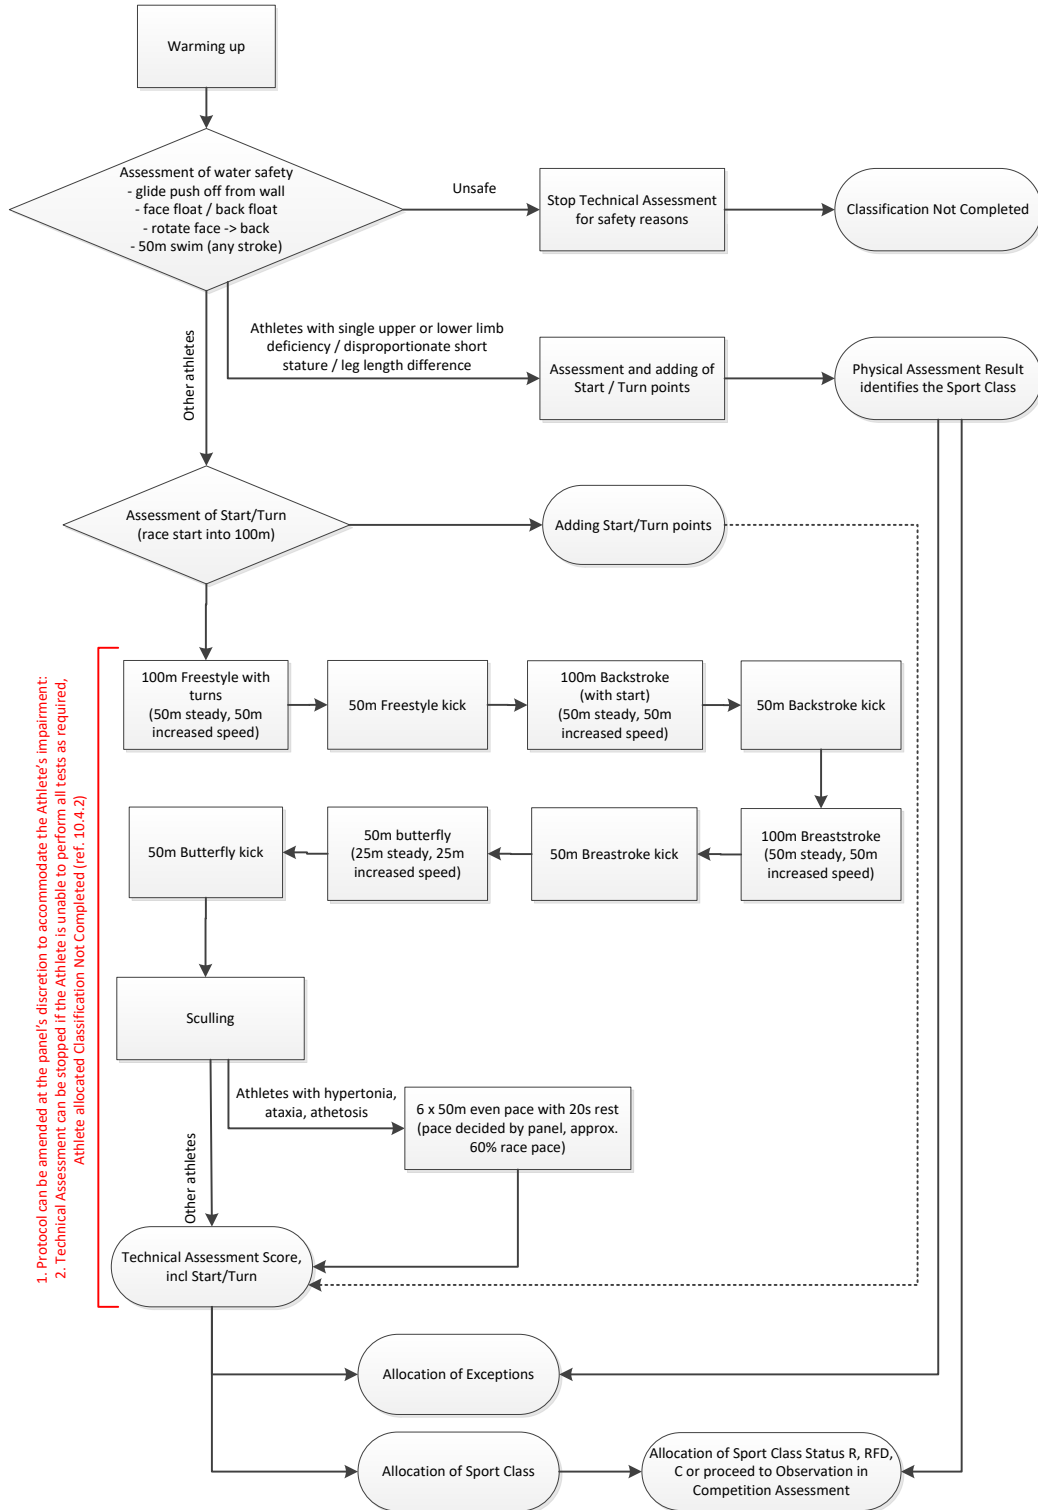 Warming up
Assessment of water safety
- glide push off from wall
- face float / back float
- rotate face -> back
- 50m swim (any stroke)
Unsafe
Stop Technical Assessment
for safety reasons
Classification Not Completed
Other athletes
Athletes with single upper or lower limb
deficiency / disproportionate short
stature / leg length difference
Assessment and adding of
Start / Turn points
Physical Assessment Result
identifies the Sport Class
Assessment of Start/Turn
(race start into 100m)
Adding Start/Turn points
1. Protocol can be amended at the panel's discretion to accommodate the Athlete's impairment:
2. Technical Assessment can be stopped if the Athlete is unable to perform all tests as required,
Athlete allocated Classification Not Completed (ref. 10.4.2)
100m Freestyle with
turns
(50m steady, 50m
increased speed)
50m Freestyle kick
100m Backstroke
(with start)
(50m steady, 50m
increased speed)
50m Backstroke kick
50m Butterfly kick
50m butterfly
(25m steady, 25m
increased speed)
50m Breastroke kick
100m Breaststroke
(50m steady, 50m
increased speed)
Sculling
Athletes with hypertonia,
ataxia, athetosis
6 x 50m even pace with 20s rest
(pace decided by panel, approx.
60% race pace)
Other athletes
Technical Assessment Score,
incl Start/Turn
Allocation of Exceptions
Allocation of Sport Class
Allocation of Sport Class Status R, RFD,
C or proceed to Observation in
Competition Assessment